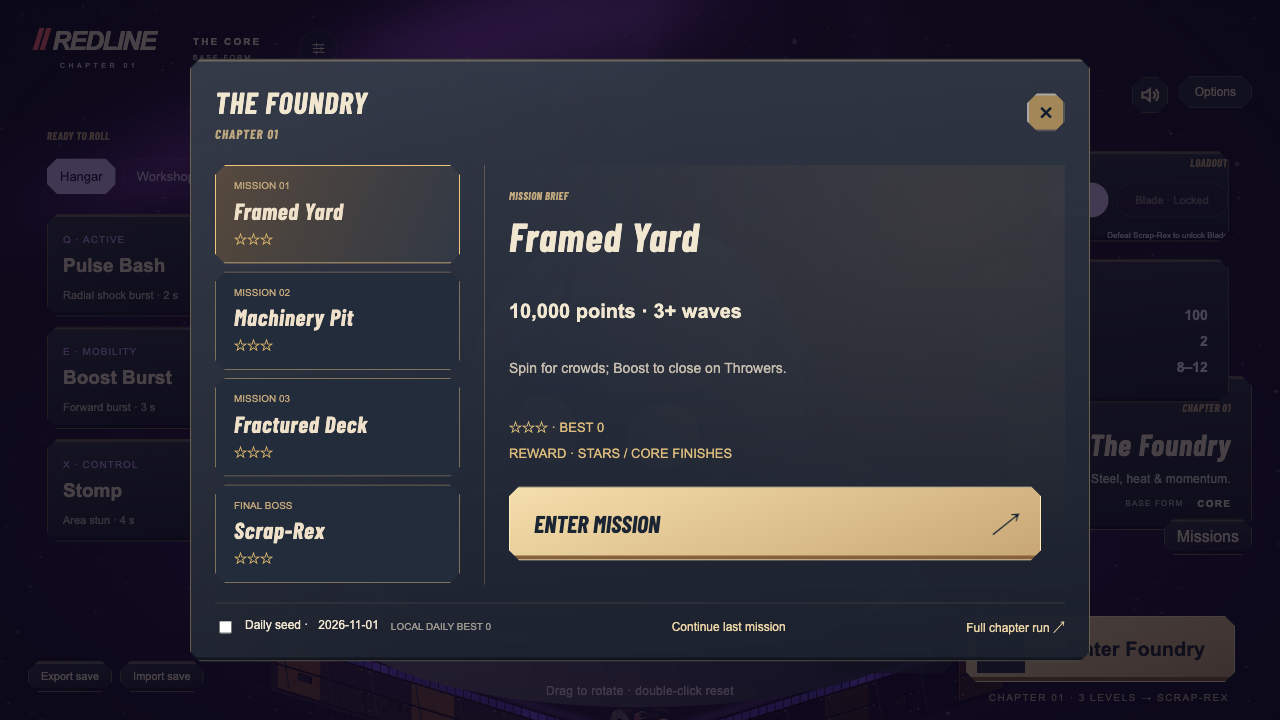 REDLINE
CHAPTER 01
THE CORE
BASE FORM
Options
READY TO ROLL
Hangar
Workshop
Q · ACTIVE
Pulse Bash
Radial shock burst · 2 s
E · MOBILITY
Boost Burst
Forward burst · 3 s
X · CONTROL
Stomp
Area stun · 4 s
Export save
Import save
THE FOUNDRY
CHAPTER 01
MISSION 01
Framed Yard
☆☆☆
MISSION 02
Machinery Pit
☆☆☆
MISSION 03
Fractured Deck
☆☆☆
FINAL BOSS
Scrap-Rex
☆☆☆
MISSION BRIEF
Framed Yard
10,000 points · 3+ waves
Spin for crowds; Boost to close on Throwers.
☆☆☆ · BEST 0
REWARD · STARS / CORE FINISHES
ENTER MISSION
Daily seed · 2026-11-01 LOCAL DAILY BEST 0
Continue last mission
Full chapter run
LOADOUT
Blade · Locked
Defeat Scrap-Rex to unlock Blad
100
2
8–12
CHAPTER 01
The Foundry
Steel, heat & momentum.
BASE FORM CORE
Missions
nter Foundry
CHAPTER 01 · 3 LEVELS → SCRAP-REX
Drag to rotate · double-click reset